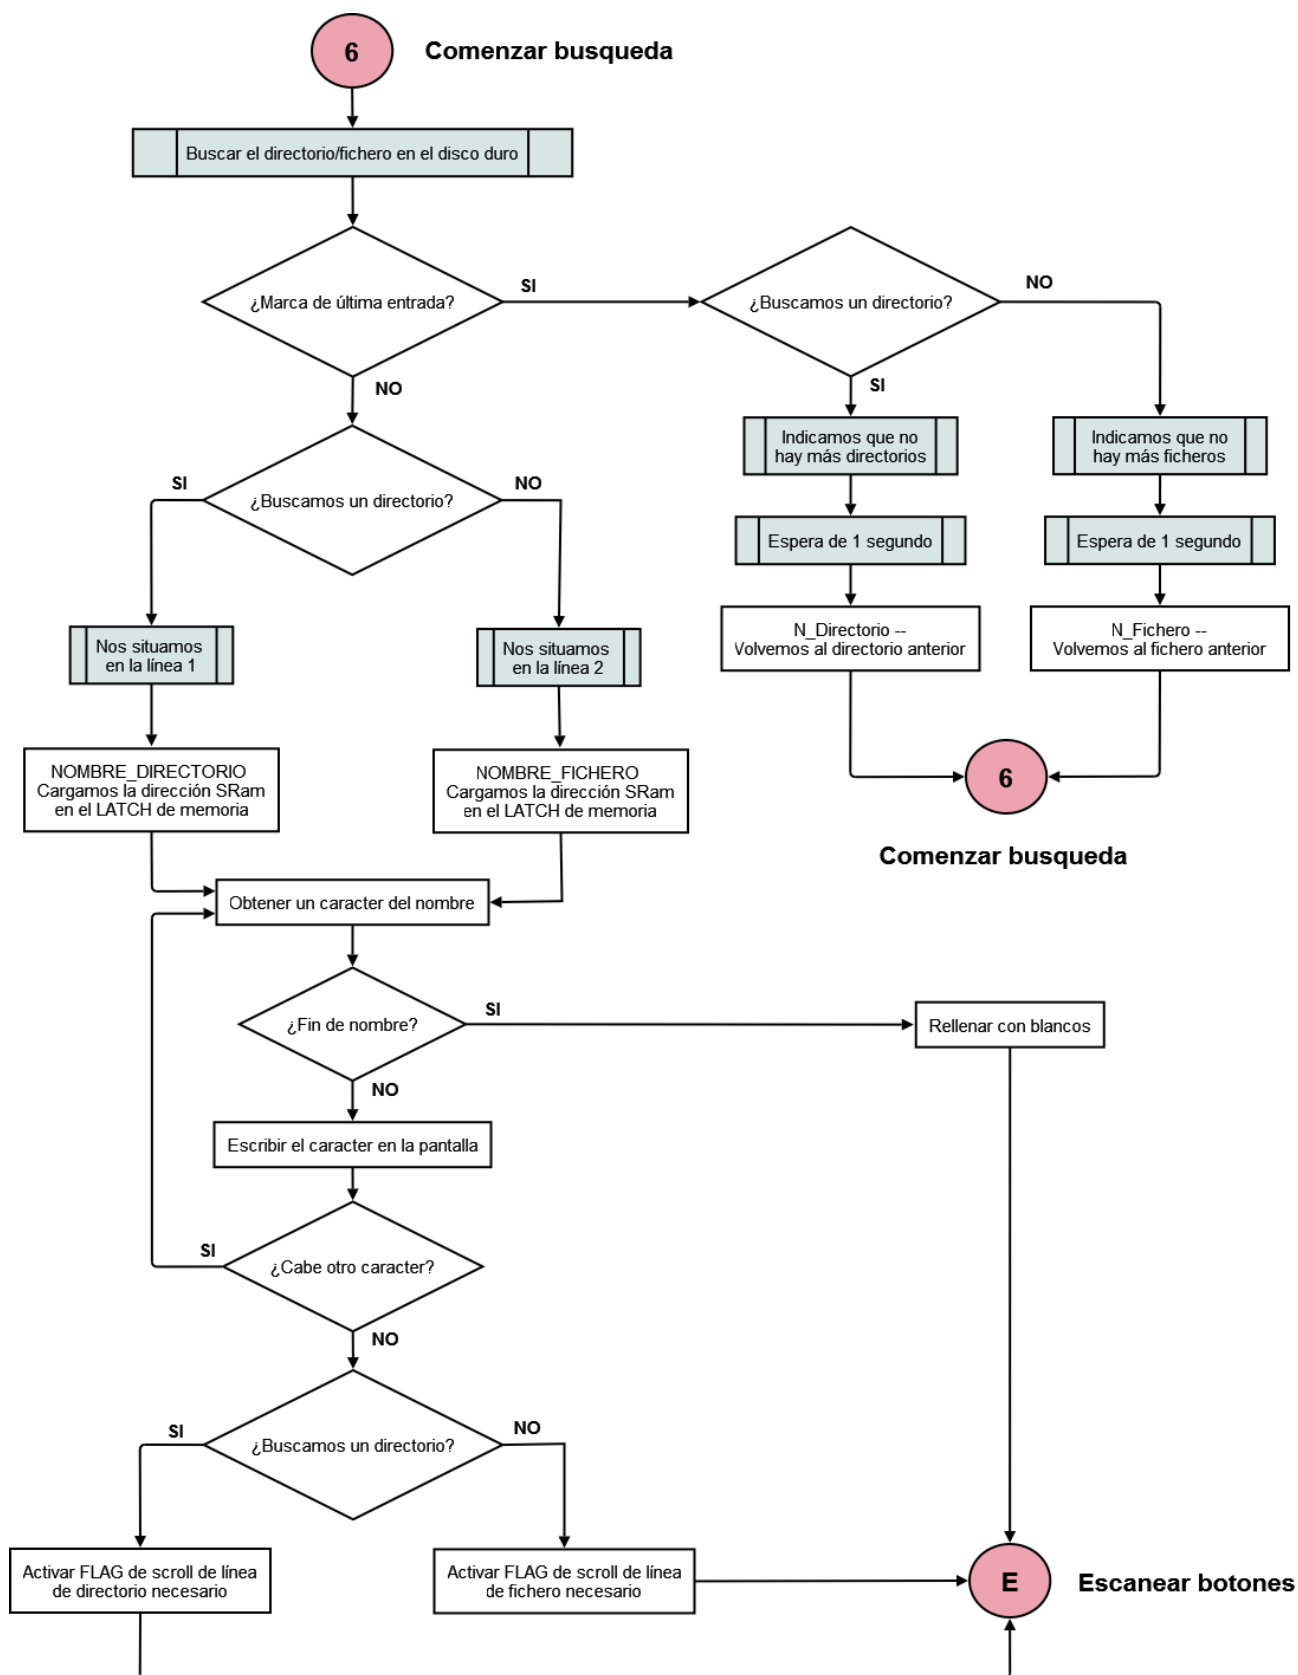 6
Comenzar busqueda
Buscar el directorio/fichero en el disco duro
¿Marca de última entrada?
SI
¿Buscamos un directorio?
NO
NO
SI
Indicamos que no
hay más directorios
Indicamos que no
hay más ficheros
SI
¿Buscamos un directorio?
NO
Espera de 1 segundo
Espera de 1 segundo
N_Directorio --
Volvemos al directorio anterior
N_Fichero --
Volvemos al fichero anterior
Nos situamos
en la línea 1
Nos situamos
en la línea 2
NOMBRE_DIRECTORIO
Cargamos la dirección SRam
en el LATCH de memoria
NOMBRE_FICHERO
Cargamos la dirección SRam
en el LATCH de memoria
6
Comenzar busqueda
Obtener un caracter del nombre
¿Fin de nombre?
SI
Rellenar con blancos
NO
Escribir el caracter en la pantalla
SI
¿Cabe otro caracter?
NO
SI
¿Buscamos un directorio?
NO
Activar FLAG de scroll de línea
de directorio necesario
Activar FLAG de scroll de línea
de fichero necesario
E
Escanear botones